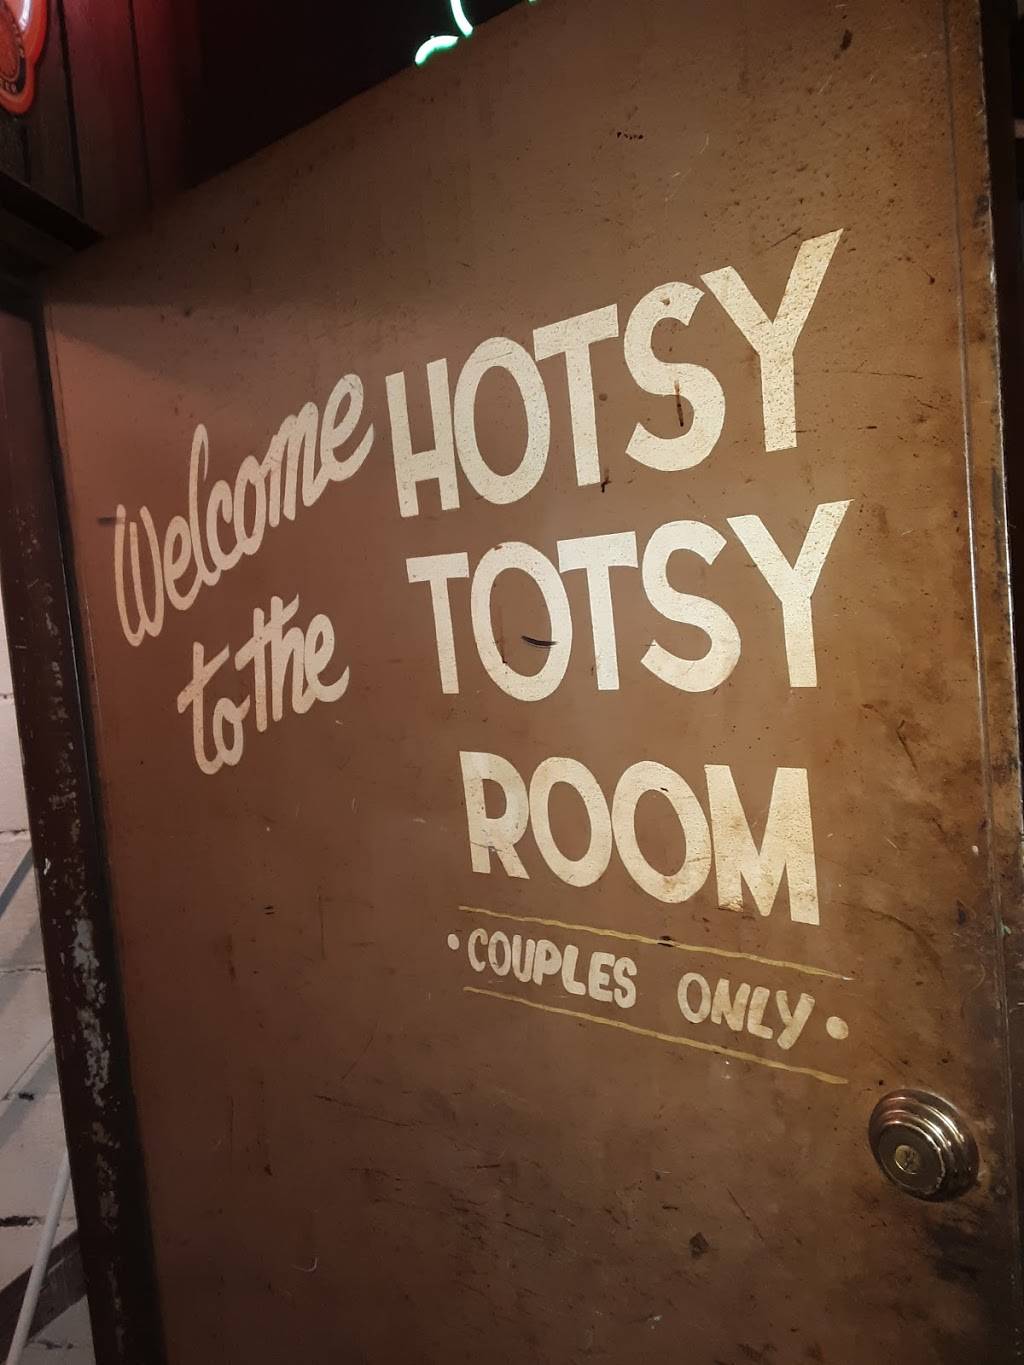 Welcome
to the
HOTSY
TOTSY
ROOM
• COUPLES ONLY •